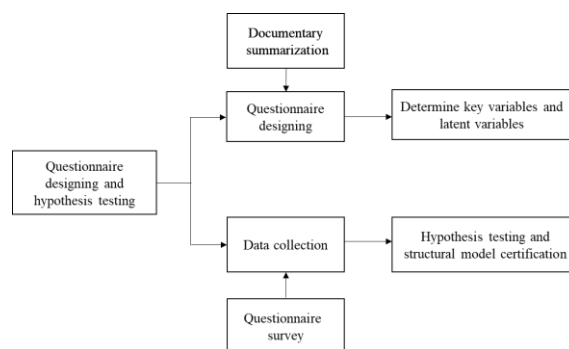 Documentary
summarization
Questionnaire
designing
Determine key variables and
latent variables
Questionnaire
designing and
hypothesis testing
Data collection
Hypothesis testing and
structural model certification
Questionnaire
survey